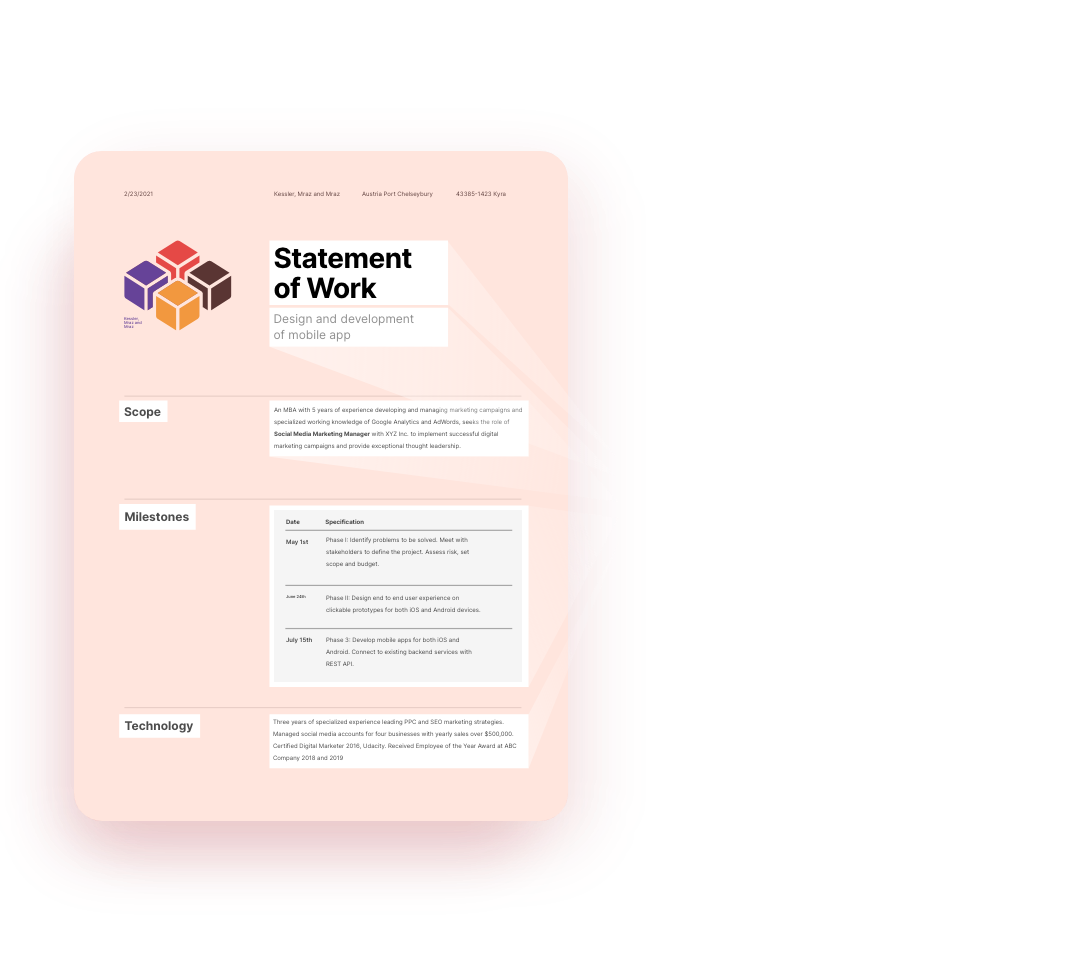 2/23/2021 Kessler, Mraz and Mraz Austria Port Chelseybury 43385-1423 Kyra
Kessler,
Mraz and
Mraz
Statement
of Work
Design and development
of mobile app
Scope
An MBA with 5 years of experience developing and managing marketing campaigns and
specialized working knowledge of Google Analytics and AdWords, seeks the role of
Social Media Marketing Manager with XYZ Inc. to implement successful digital
marketing campaigns and provide exceptional thought leadership.
Milestones
Date Specification
May 1st Phase I: Identify problems to be solved. Meet with
stakeholders to define the project. Assess risk, set
scope and budget.
June 24th Phase II: Design end to end user experience on
clickable prototypes for both iOS and Android devices.
July 15th Phase 3: Develop mobile apps for both iOS and
Android. Connect to existing backend services with
REST API.
Technology
Three years of specialized experience leading PPC and SEO marketing strategies.
Managed social media accounts for four businesses with yearly sales over $500,000.
Certified Digital Marketer 2016, Udacity. Received Employee of the Year Award at ABC
Company 2018 and 2019